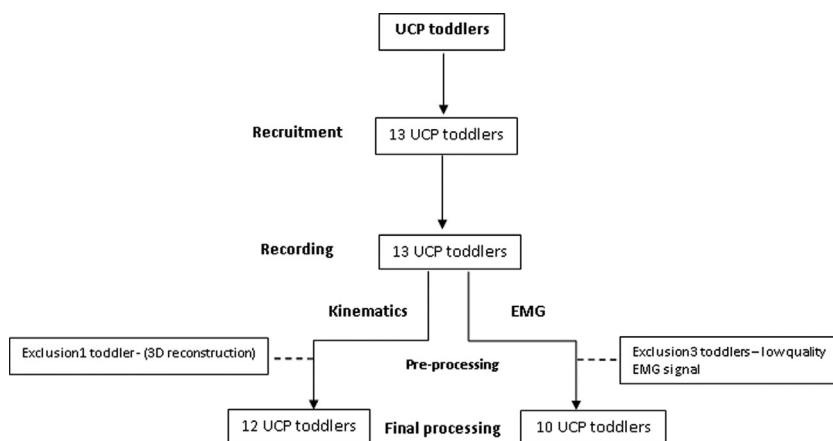 UCP toddlers
Recruitment
13 UCP toddlers
Recording
13 UCP toddlers
Kinematics
EMG
Exclusion1 toddler- (3D reconstruction)
Pre-processing
Exclusion3 toddlers–low quality
EMG signal
12 UCP toddlers
Final processing
10 UCP toddlers